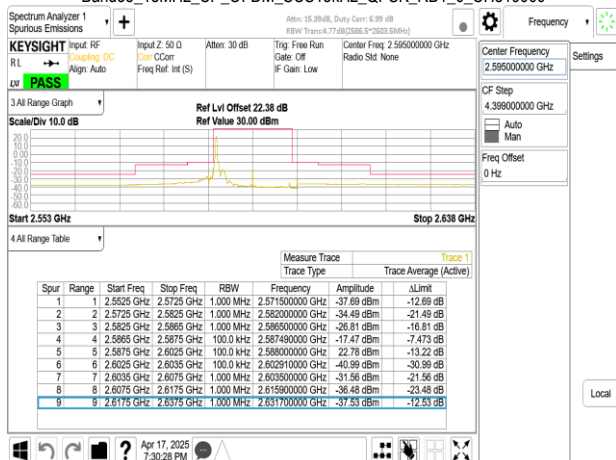 Spectrum Analyzer 1
Spurious Emissions
Attn: 15.39dB, Duty Corr: 6.99 dB
RBW Trans:4.77dB(2586.5*2603.5MHz)
Frequency
Settings
KEYSIGHT
RL
PASS
Input: RF
Coupling: DC
Align: Auto
Input Z: 50 Ω
Corr CCorr
Freq Ref: Int (S)
Atten: 30 dB
Trig: Free Run
Gate: Off
IF Gain: Low
Center Freq: 2.595000000 GHz
Radio Std: None
Center Frequency
2.595000000 GHz
CF Step
4.399000000 GHz
Auto
Man
Freq Offset
0 Hz
3 All Range Graph
Scale/Div 10.0 dB
Ref Lvl Offset 22.38 dB
Ref Value 30.00 dBm
20.0
10.0
0.00
-10.0
-20.0
-30.0
-40.0
-50.0
-60.0
Start 2.553 GHz
Stop 2.638 GHz
4 All Range Table
Measure Trace Trace 1
Trace Type Trace Average (Active)
Spur Range Start Freq Stop Freq RBW Frequency Amplitude ΔLimit
1 1 2.5525 GHz 2.5725 GHz 1.000 MHz 2.571500000 GHz -37.69 dBm -12.69 dB
2 2 2.5725 GHz 2.5825 GHz 1.000 MHz 2.582000000 GHz -34.49 dBm -21.49 dB
3 3 2.5825 GHz 2.5865 GHz 1.000 MHz 2.586500000 GHz -26.81 dBm -16.81 dB
4 4 2.5865 GHz 2.5875 GHz 100.0 kHz 2.587490000 GHz -17.47 dBm -7.473 dB
5 5 2.5875 GHz 2.6025 GHz 100.0 kHz 2.588000000 GHz 22.78 dBm -13.22 dB
6 6 2.6025 GHz 2.6035 GHz 100.0 kHz 2.602910000 GHz -40.99 dBm -30.99 dB
7 7 2.6035 GHz 2.6075 GHz 1.000 MHz 2.603500000 GHz -31.56 dBm -21.56 dB
8 8 2.6075 GHz 2.6175 GHz 1.000 MHz 2.615900000 GHz -36.48 dBm -23.48 dB
9 9 2.6175 GHz 2.6375 GHz 1.000 MHz 2.631700000 GHz -37.53 dBm -12.53 dB
Local
Apr 17, 2025
7:30:28 PM